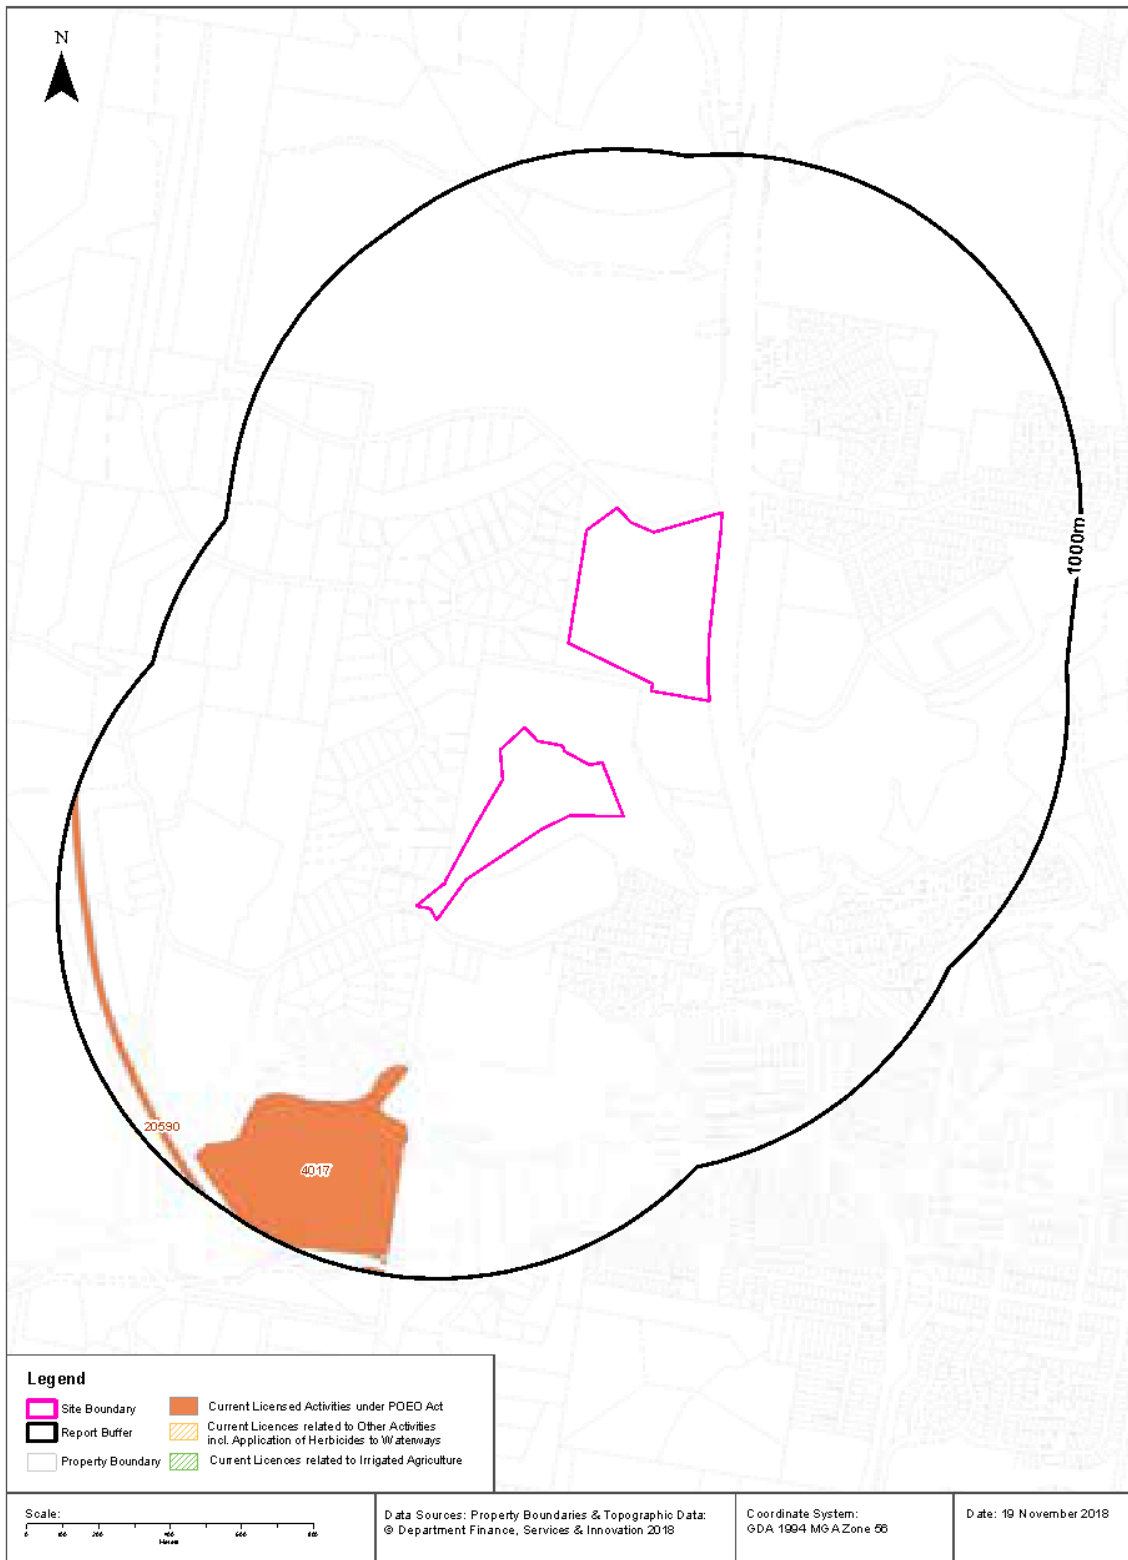 N
1000m
20590
4017
Legend
Site Boundary
Report Buffer
Property Boundary
Current Licensed Activities under POEO Act
Current Licences related to Other Activities
incl. Application of Herbicides to Waterways
Current Licences related to Irrigated Agriculture
Scale:
0
Data Sources: Property Boundaries & Topographic Data:
© Department Finance, Services & Innovation 2018
Coordinate System:
GDA 1994 MGA Zone 56
Date: 19 November 2018